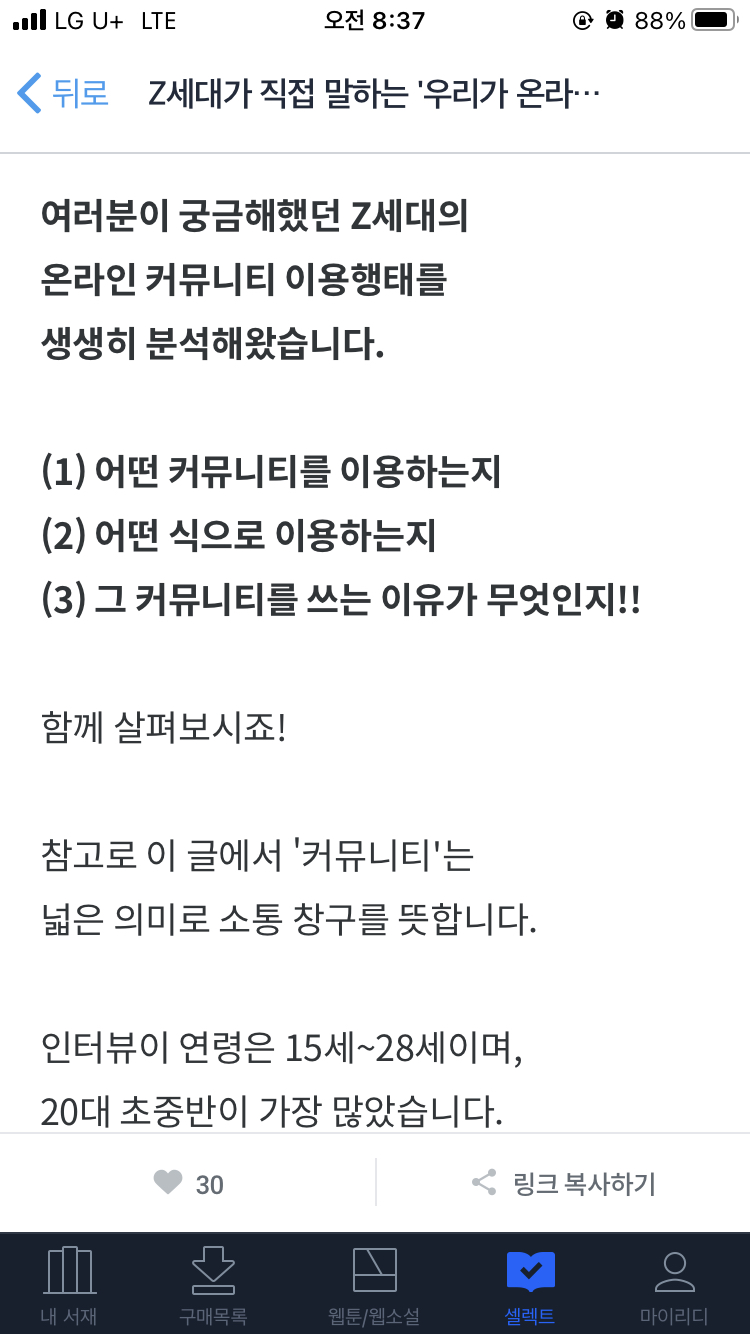 LG U+ LTE 오전 8:37 88%
뒤로 Z세대가 직접 말하는 '우리가 온라…
여러분이 궁금해했던 Z세대의
온라인 커뮤니티 이용행태를
생생히 분석해왔습니다.
(1) 어떤 커뮤니티를 이용하는지
(2) 어떤 식으로 이용하는지
(3) 그 커뮤니티를 쓰는 이유가 무엇인지!!
함께 살펴보시죠!
참고로 이 글에서 '커뮤니티'는
넓은 의미로 소통 창구를 뜻합니다.
인터뷰이 연령은 15세~28세이며,
20대 초중반이 가장 많았습니다.
30 링크 복사하기
내 서재 구매목록 웹툰/웹소설 셀렉트 마이리디